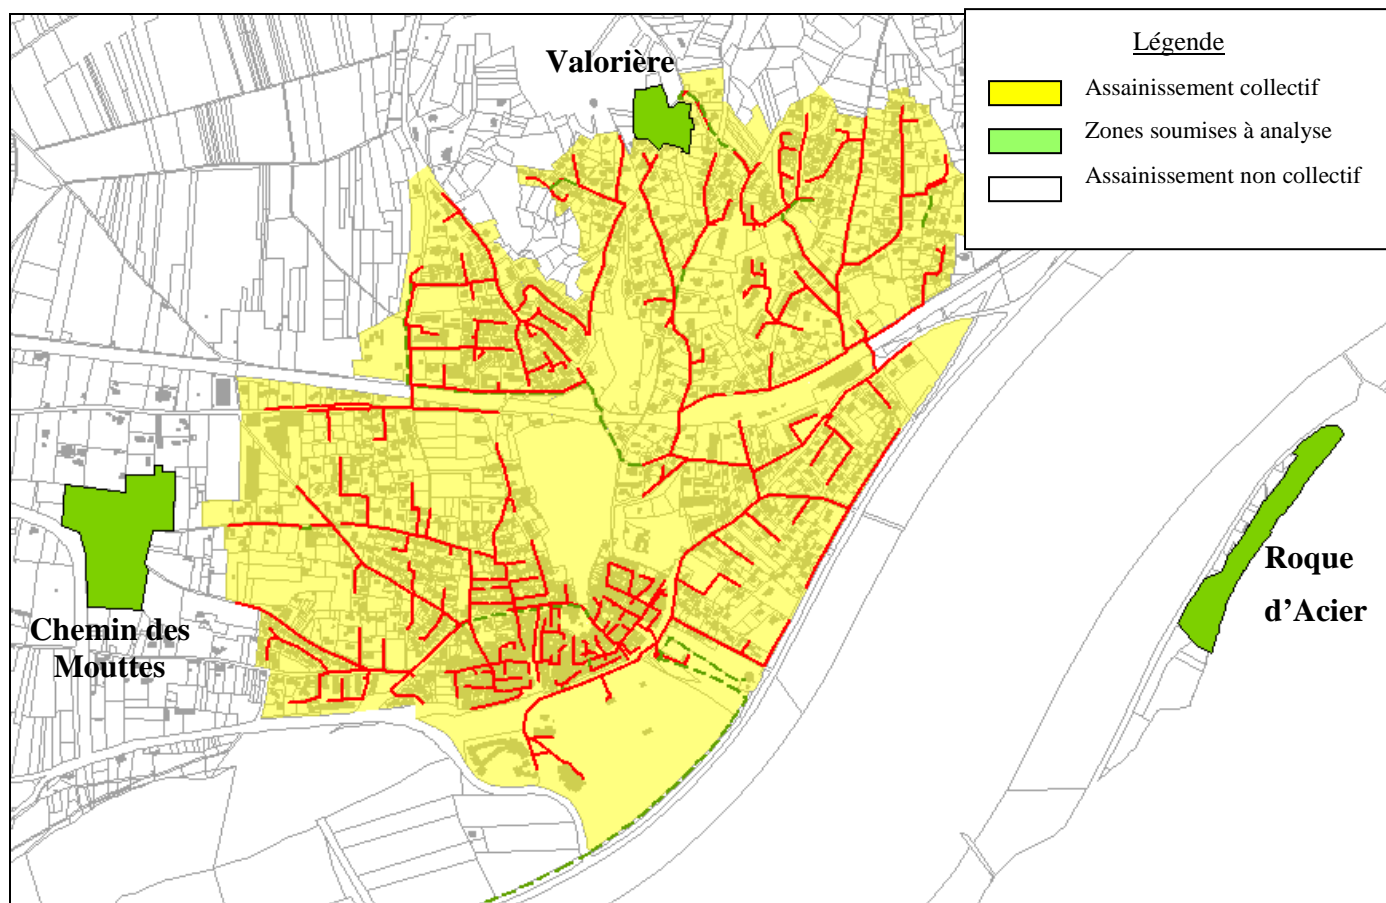 Valorière
Légende
Assainissement collectif
Zones soumises à analyse
Assainissement non collectif
Chemin des
Mouttes
Roque
d’Acier